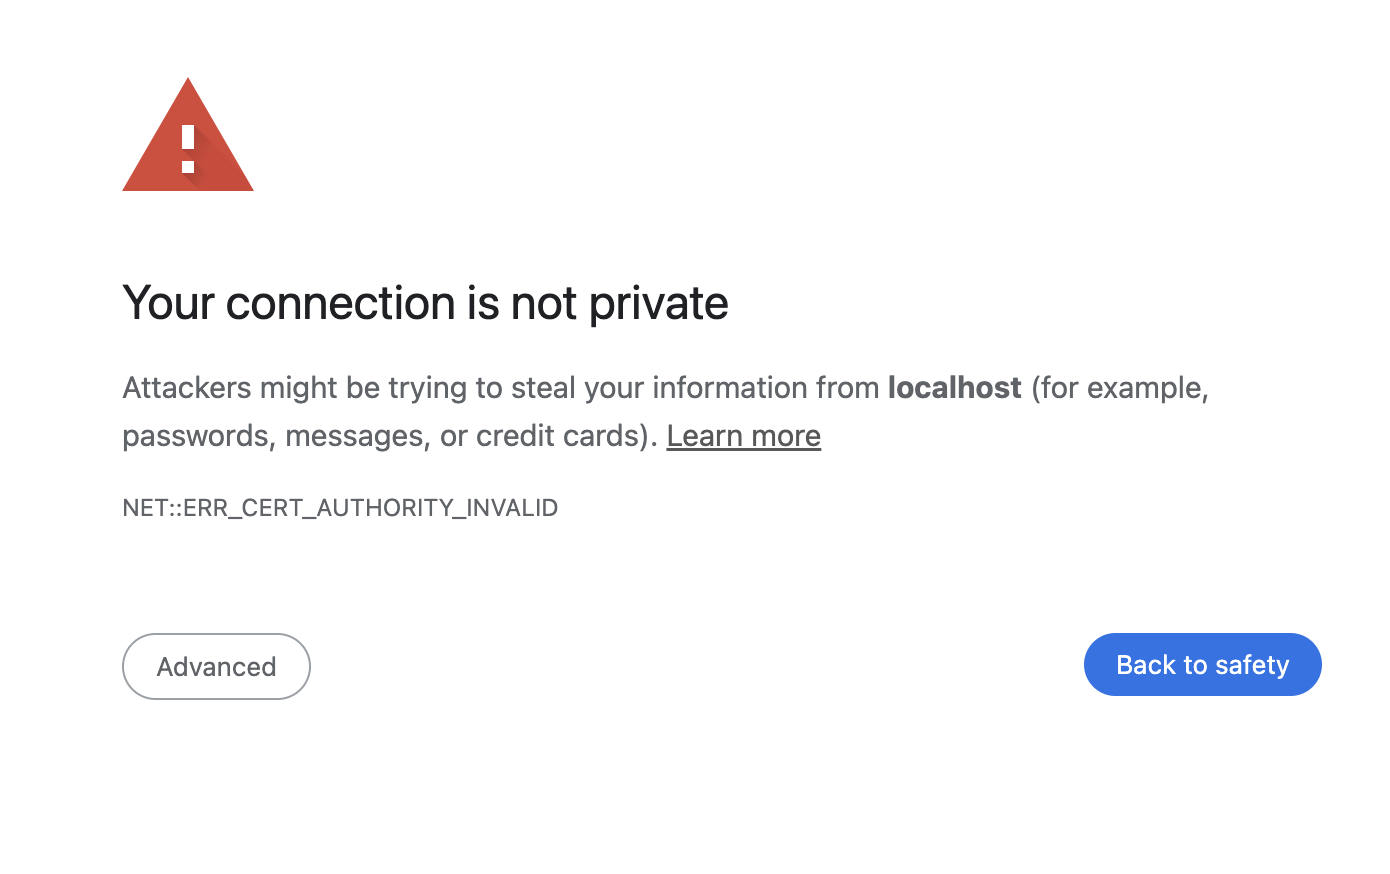 Your connection is not private
Attackers might be trying to steal your information from localhost (for example,
passwords, messages, or credit cards). Learn more
NET::ERR_CERT_AUTHORITY_INVALID
Advanced
Back to safety